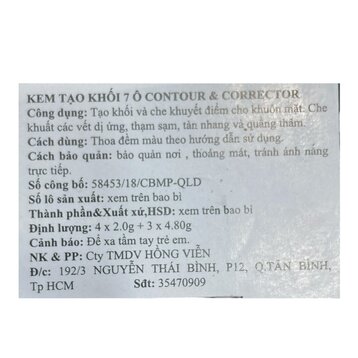 KEM TẠO KHỐI 7 Ô CONTOUR & CORRECTOR
Công dụng: Tạo khối và che khuyết điểm cho khuôn mặt. Che
khuất các vết dị ứng, thạm sạm, tàn nhang và quầng thâm.
Cách dùng: Thoa đềm màu theo hướng dẫn sử dụng.
Cách bảo quản: bảo quản nơi , thoáng mát, tránh ánh náng
trực tiếp.
Số công bố: 58453/18/CBMP-QLD
Số lô sản xuất: xem trên bao bì
Thành phần&Xuất xứ,HSD: xem trên bao bì
Định lượng: 4 x 2.0g + 3 x 4.80g
Cảnh báo: Để xa tầm tay trẻ em.
NK & PP: Cty TMDV HỒNG VIỄN
Đ/c: 192/3 NGUYỄN THÁI BÌNH, P12, Q.TÂN BÌNH,
Tp HCM Sđt: 35470909